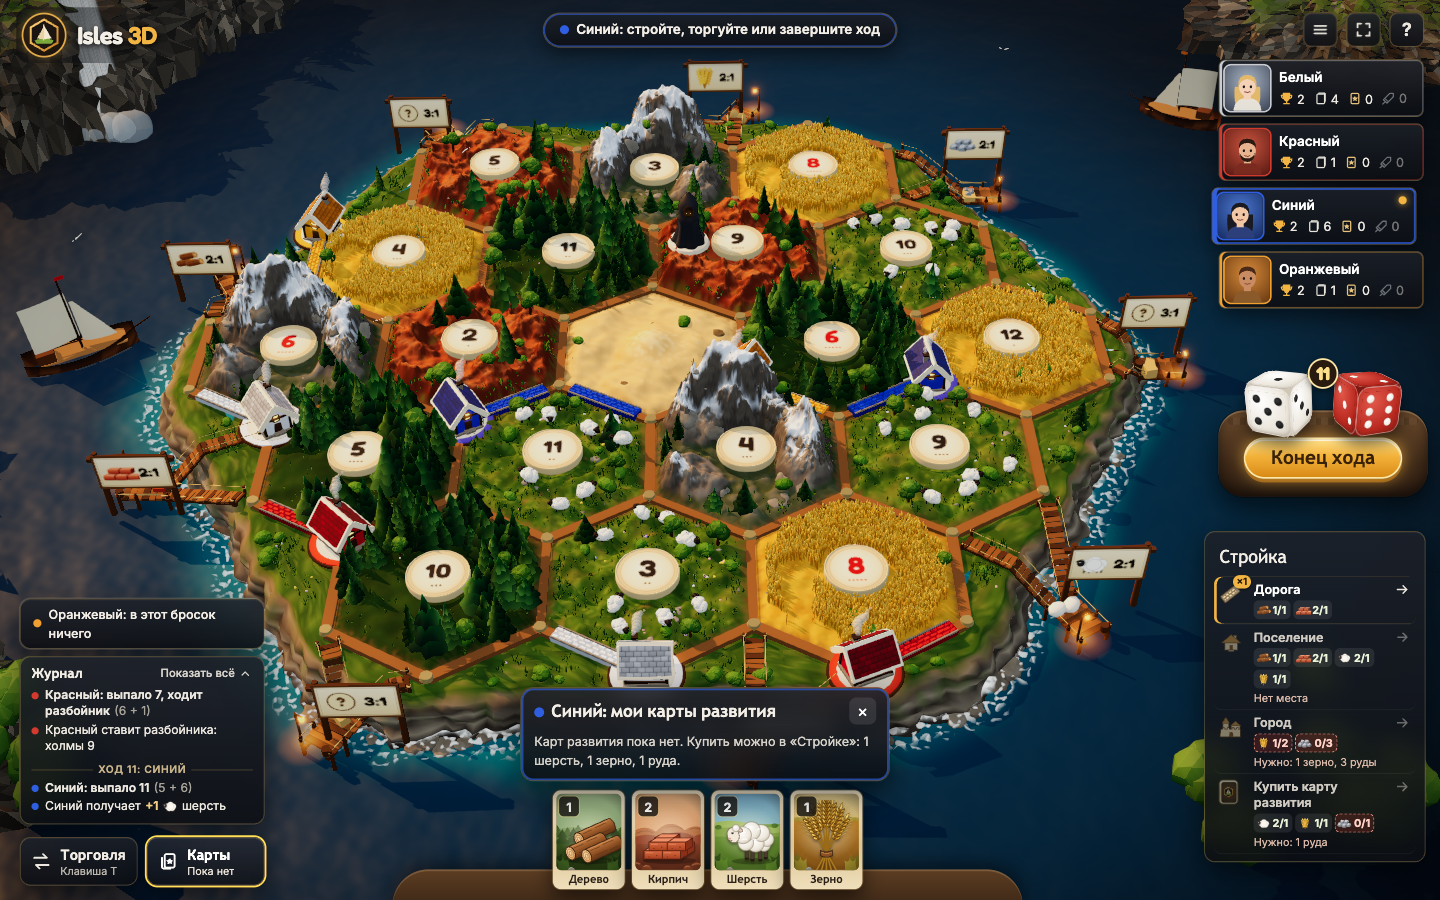 Isles 3D
Синий: стройте, торгуйте или завершите ход
Белый
2 4 0 0
Красный
2 1 0 0
Синий
2 6 0 0
Оранжевый
2 1 0 0
2:1
? 3:1
2:1
2:1
? 3:1
2:1
2:1
? 3:1
5
3
8
4
11
9
10
6
2
6
12
5
11
4
9
10
3
8
11
Конец хода
Стройка
x1
Дорога
1/1 2/1
Поселение
1/1 2/1 2/1
1/1
Нет места
Город
1/2 0/3
Нужно: 1 зерно, 3 руды
Купить карту
развития
2/1 1/1 0/1
Нужно: 1 руда
Оранжевый: в этот бросок
ничего
Журнал Показать всё
Красный: выпало 7, ходит
разбойник (6 + 1)
Красный ставит разбойника:
холмы 9
ХОД 11: СИНИЙ
Синий: выпало 11 (5 + 6)
Синий получает +1 шерсть
Торговля
Клавиша T
Карты
Пока нет
Синий: мои карты развития
×
Карт развития пока нет. Купить можно в «Стройке»: 1
шерсть, 1 зерно, 1 руда.
1
Дерево
2
Кирпич
2
Шерсть
1
Зерно
?